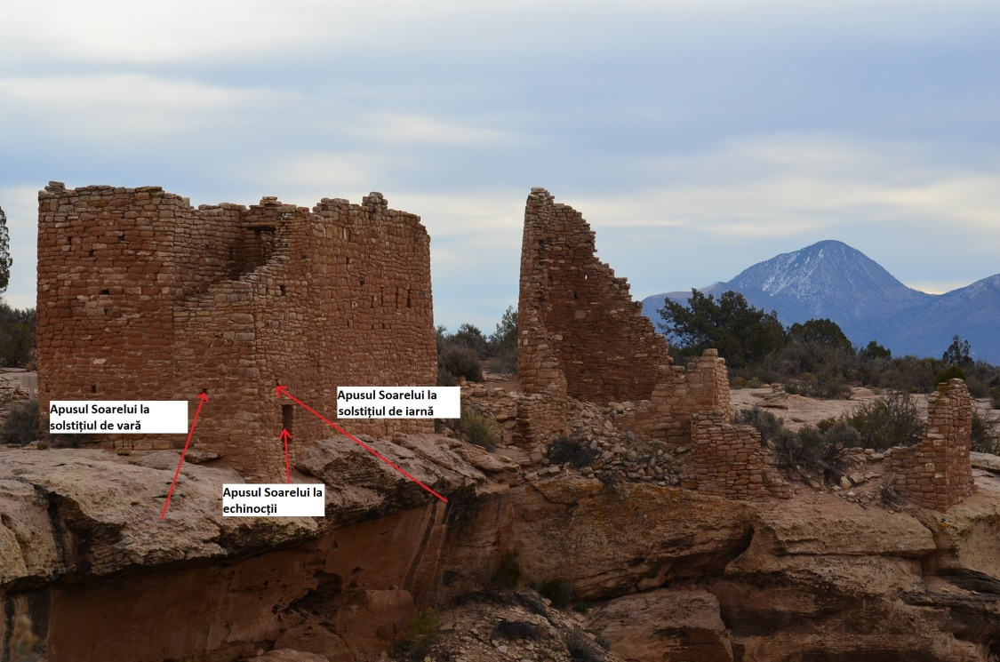 Apusul Soarelui la
solstițiul de vară
Apusul Soarelui la
solstițiul de iarnă
Apusul Soarelui la
echinocții